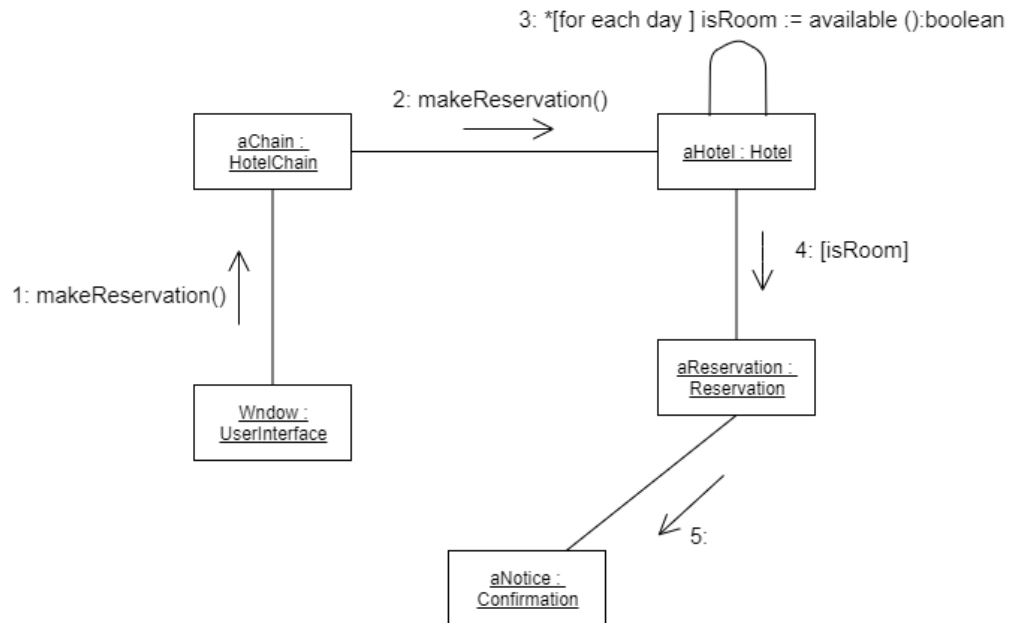 3: *[for each day ] isRoom := available ():boolean
2: makeReservation()
aChain :
HotelChain
aHotel : Hotel
4: [isRoom]
1: makeReservation()
aReservation :
Reservation
Wndow :
UserInterface
5:
aNotice :
Confirmation